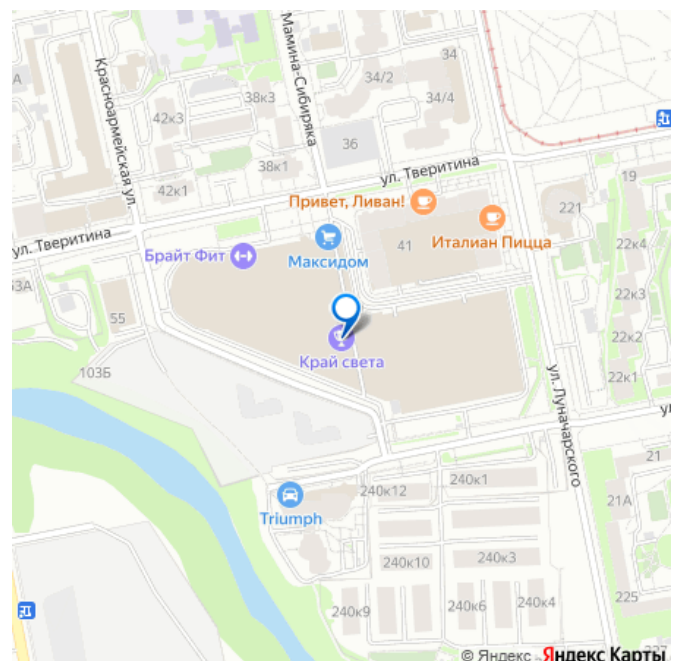 34
34/2
34/4
38к3
42к3
Красноармейская ул.
Мамина-Сибиряка
36
38к1
42к1
ул. Тверитина
19
Привет, Ливан!
221
Италиан Пицца
41
22к4
ул. Тверитина
Брайт Фит
Максидом
22к3
55
22к2
Край света
103Б
22к1
ул. Луначарского
21
240к12
240к1
21А
Triumph
240к10
240к3
225
240к9
240к6
240к4
© Яндекс Яндекс Карты